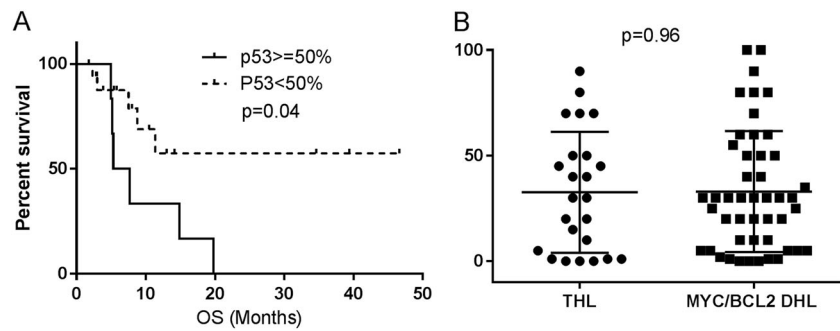 A
p53>=50%
P53<50%
p=0.04
Percent survival
100
50
0
0 10 20 30 40 50
OS (Months)
B
p=0.96
100
50
0
THL MYC/BCL2 DHL